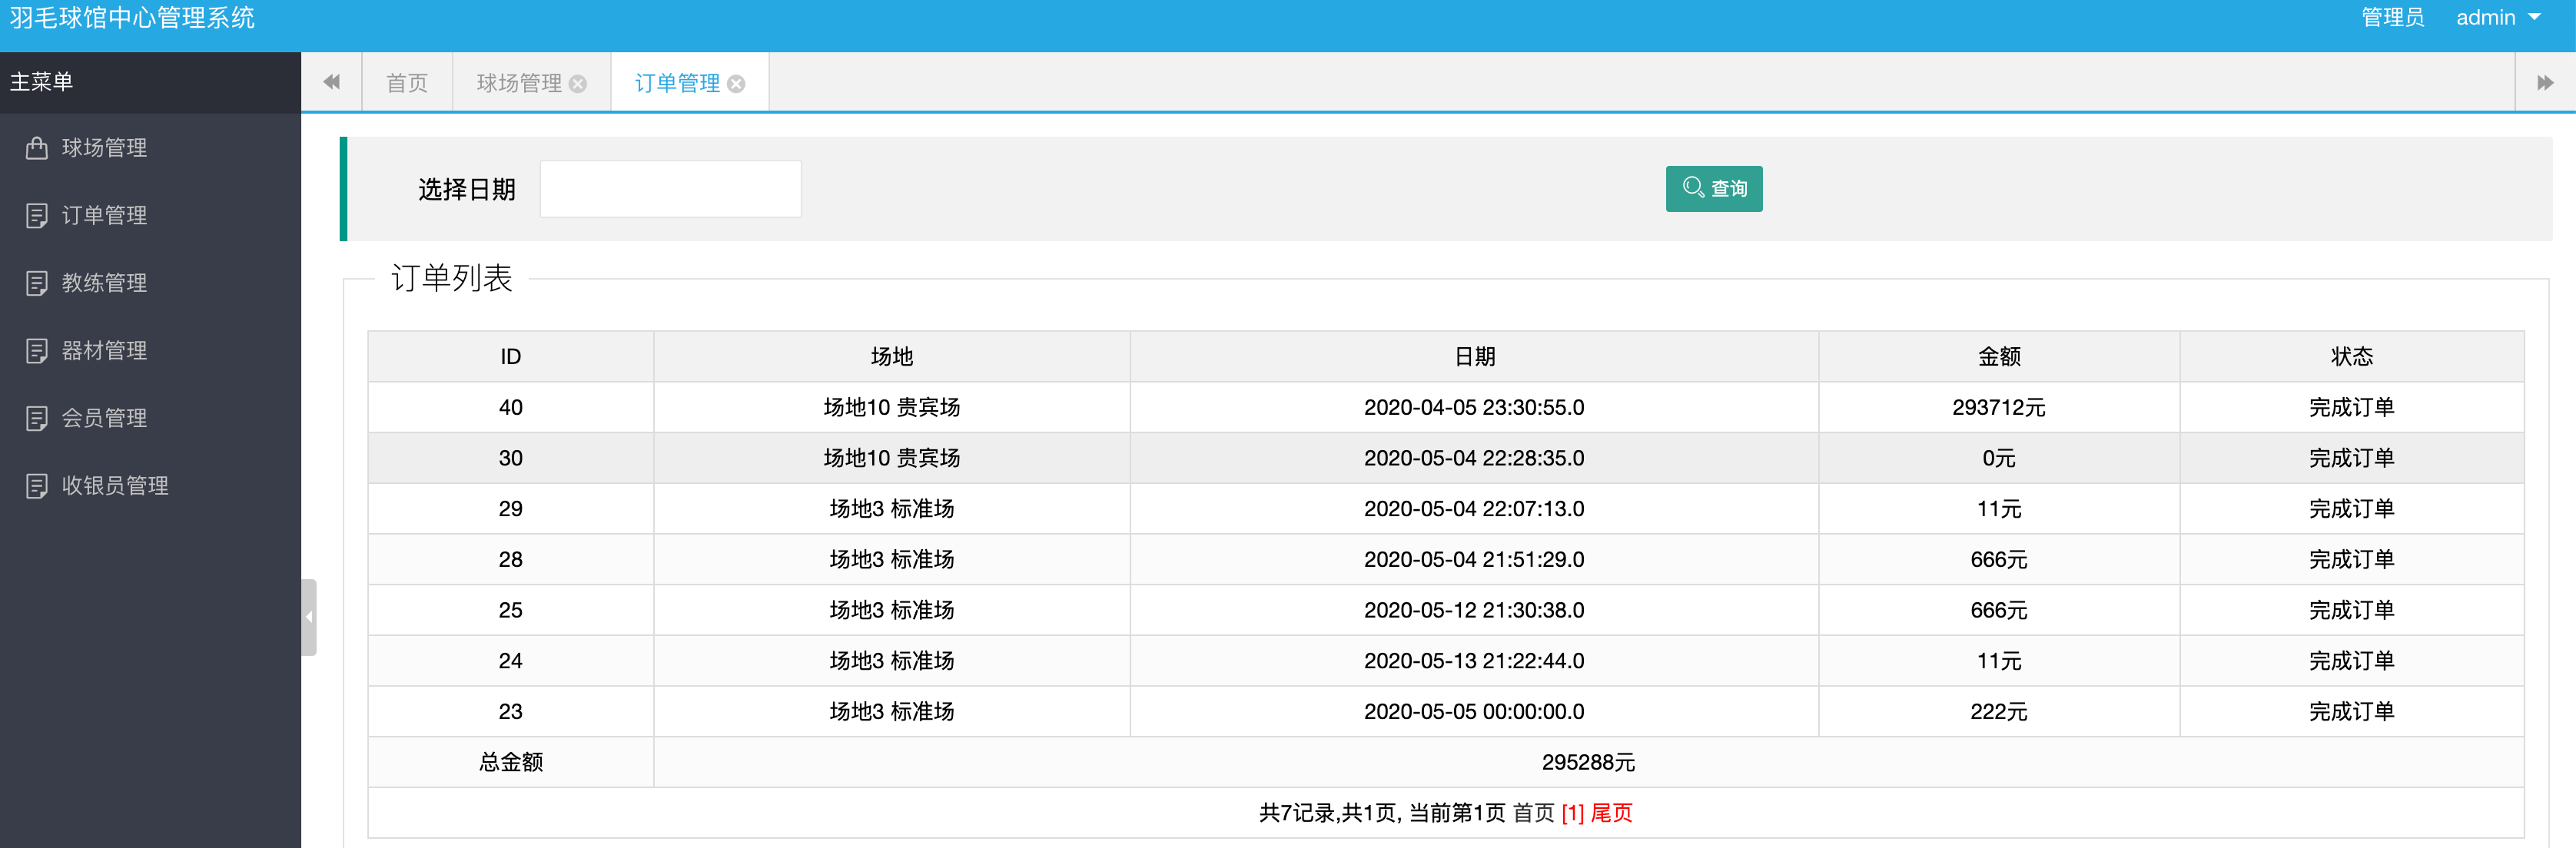 羽毛球馆中心管理系统
管理员 admin
主菜单
首页 球场管理 订单管理
球场管理
订单管理
教练管理
器材管理
会员管理
收银员管理
选择日期 查询
订单列表
ID 场地 日期 金额 状态
40 场地10 贵宾场 2020-04-05 23:30:55.0 293712元 完成订单
30 场地10 贵宾场 2020-05-04 22:28:35.0 0元 完成订单
29 场地3 标准场 2020-05-04 22:07:13.0 11元 完成订单
28 场地3 标准场 2020-05-04 21:51:29.0 666元 完成订单
25 场地3 标准场 2020-05-12 21:30:38.0 666元 完成订单
24 场地3 标准场 2020-05-13 21:22:44.0 11元 完成订单
23 场地3 标准场 2020-05-05 00:00:00.0 222元 完成订单
总金额 295288元
共7记录,共1页, 当前第1页 首页 [1] 尾页